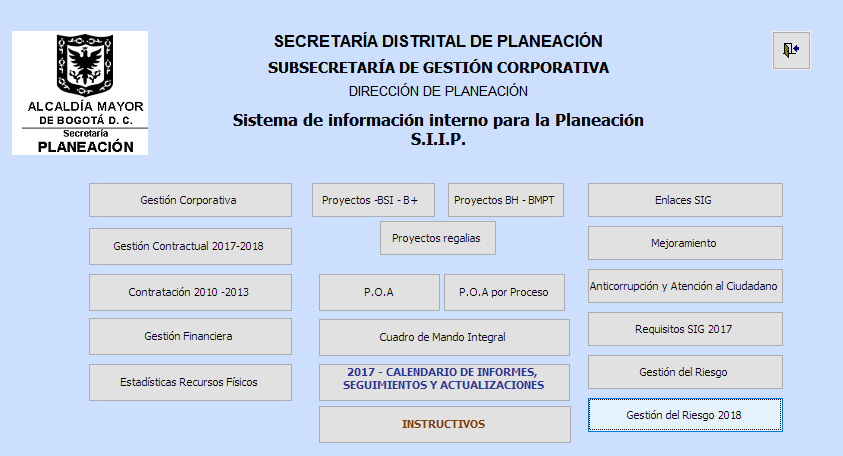 SECRETARÍA DISTRITAL DE PLANEACIÓN
SUBSECRETARÍA DE GESTIÓN CORPORATIVA
DIRECCIÓN DE PLANEACIÓN
Sistema de información interno para la Planeación
S.I.I.P.
ALCALDÍA MAYOR
DE BOGOTÁ D. C.
Secretaría
PLANEACIÓN
Gestión Corporativa
Gestión Contractual 2017-2018
Contratación 2010 -2013
Gestión Financiera
Estadísticas Recursos Físicos
Proyectos -BSI - B+
Proyectos BH - BMPT
Proyectos regalias
P.O.A
P.O.A por Proceso
Cuadro de Mando Integral
2017 - CALENDARIO DE INFORMES,
SEGUIMIENTOS Y ACTUALIZACIONES
INSTRUCTIVOS
Enlaces SIG
Mejoramiento
Anticorrupción y Atención al Ciudadano
Requisitos SIG 2017
Gestión del Riesgo
Gestión del Riesgo 2018